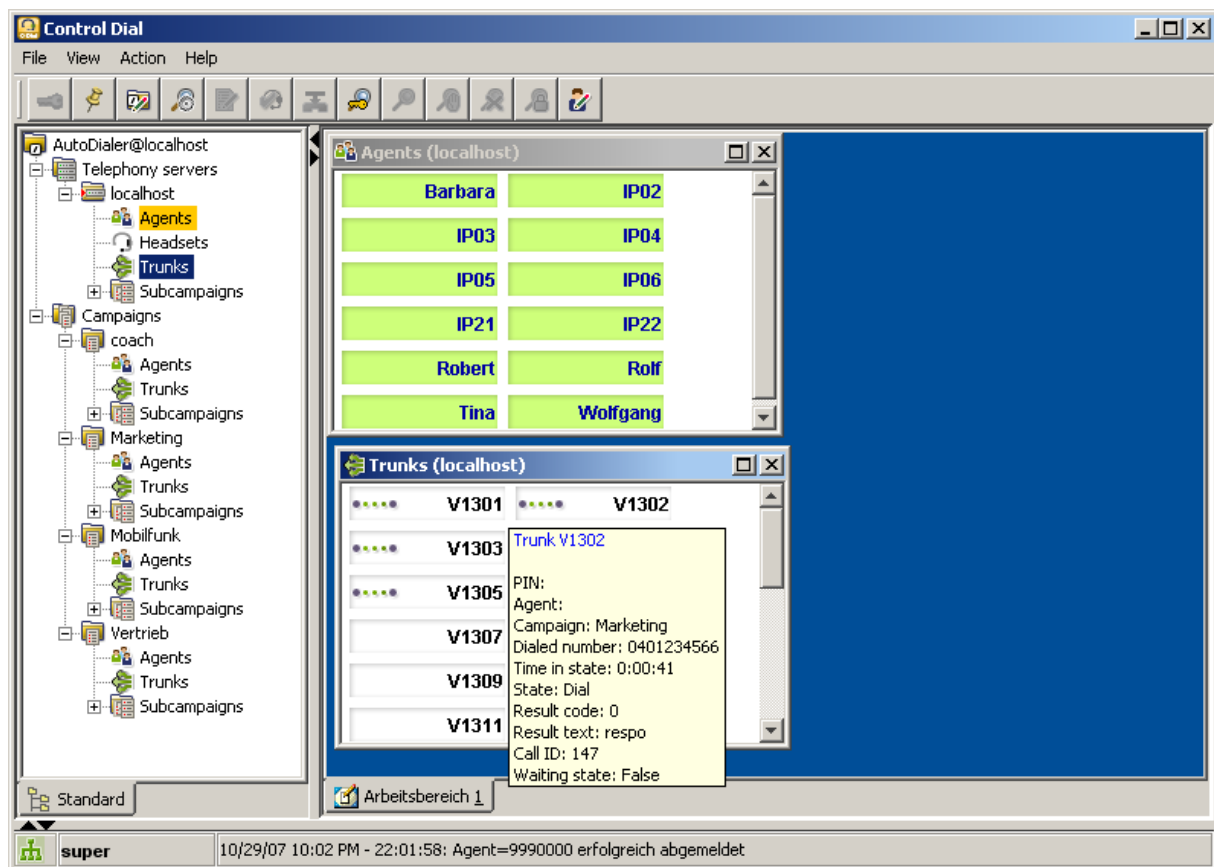 Control Dial
File View Action Help
AutoDialer@localhost
Telephony servers
localhost
Agents
Headsets
Trunks
Subcampaigns
Campaigns
coach
Agents
Trunks
Subcampaigns
Marketing
Agents
Trunks
Subcampaigns
Mobilfunk
Agents
Trunks
Subcampaigns
Vertrieb
Agents
Trunks
Subcampaigns
Standard
Agents (localhost)
Barbara IP02
IP03 IP04
IP05 IP06
IP21 IP22
Robert Rolf
Tina Wolfgang
Trunks (localhost)
V1301 V1302
V1303
V1305
V1307
V1309
V1311
Trunk V1302
PIN:
Agent:
Campaign: Marketing
Dialed number: 0401234566
Time in state: 0:00:41
State: Dial
Result code: 0
Result text: respo
Call ID: 147
Waiting state: False
Arbeitsbereich 1
super 10/29/07 10:02 PM - 22:01:58: Agent=9990000 erfolgreich abgemeldet